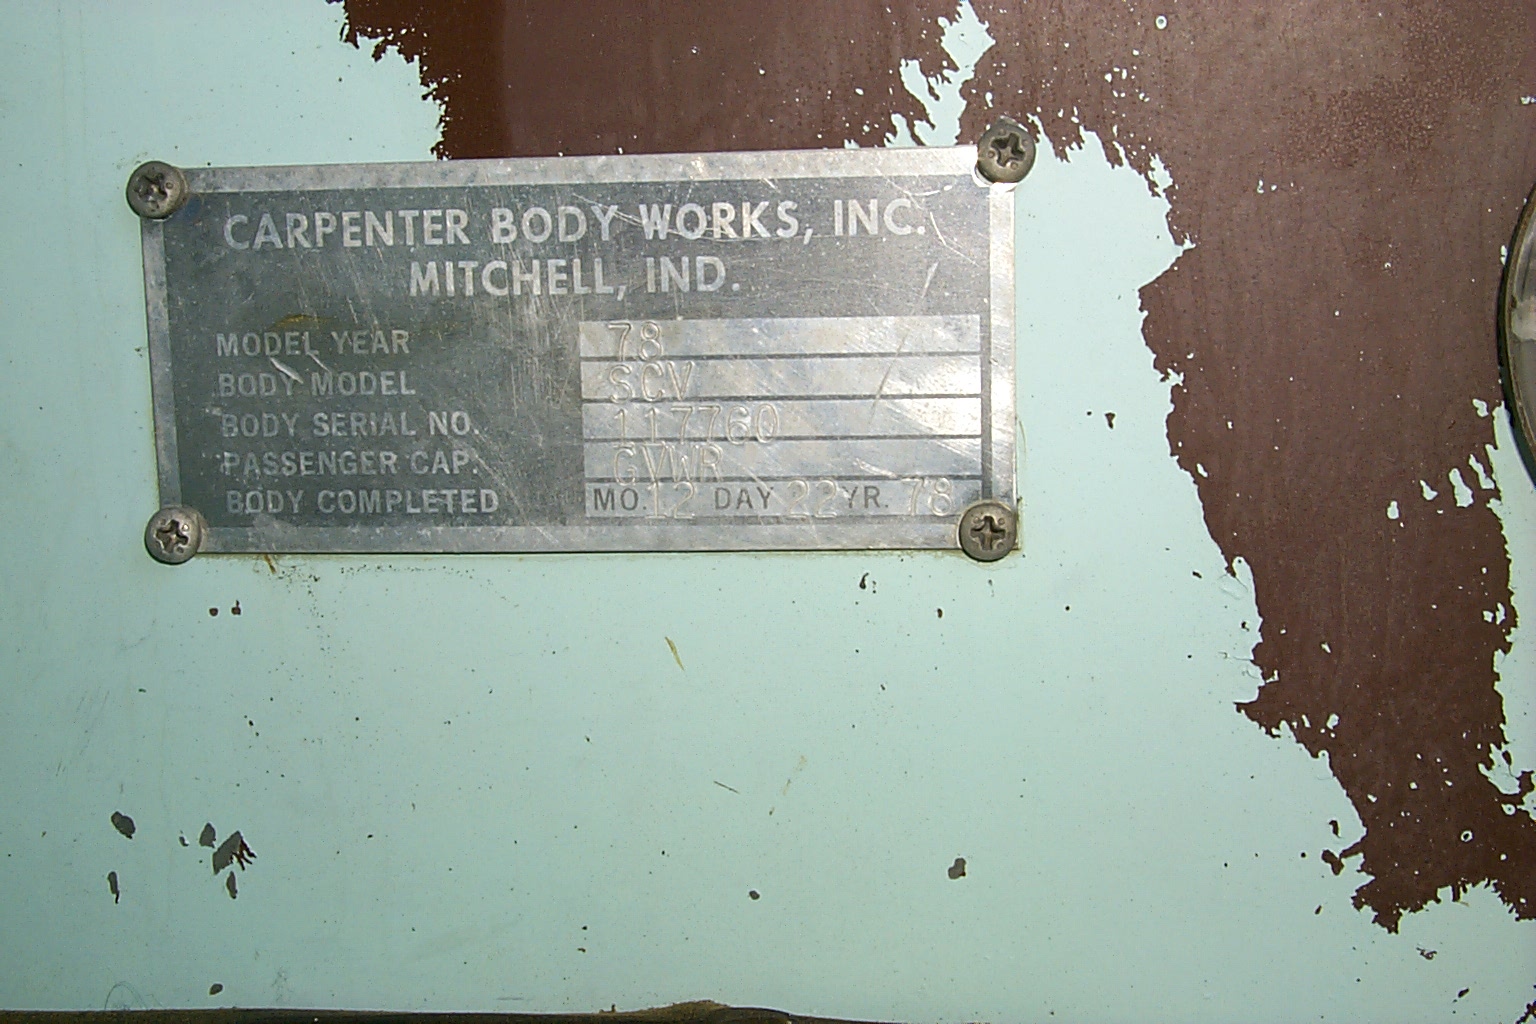 CARPENTER BODY WORKS, INC.
MITCHELL, IND.
MODEL YEAR 78
BODY MODEL SCV
BODY SERIAL NO. 117760
PASSENGER CAP. GVWR
BODY COMPLETED MO. 12 DAY 22 YR. 78